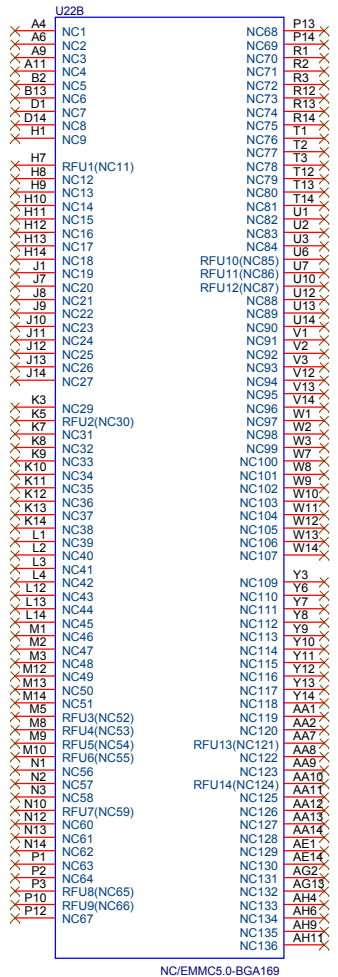 U22B
A4 NC1
A6 NC2
A9 NC3
A11 NC4
B2 NC5
B13 NC6
D1 NC7
D14 NC8
H1 NC9
H7 RFU1(NC11)
H8 NC12
H9 NC13
H10 NC14
H11 NC15
H12 NC16
H13 NC17
H14 NC18
J1 NC19
J7 NC20
J8 NC21
J9 NC22
J10 NC23
J11 NC24
J12 NC25
J13 NC26
J14 NC27
K3 NC29
K5 RFU2(NC30)
K7 NC31
K8 NC32
K9 NC33
K10 NC34
K11 NC35
K12 NC36
K13 NC37
K14 NC38
L1 NC39
L2 NC40
L3 NC41
L4 NC42
L12 NC43
L13 NC44
L14 NC45
M1 NC46
M2 NC47
M3 NC48
M12 NC49
M13 NC50
M14 NC51
M5 RFU3(NC52)
M8 RFU4(NC53)
M9 RFU5(NC54)
M10 RFU6(NC55)
N1 NC56
N2 NC57
N3 NC58
N10 RFU7(NC59)
N12 NC60
N13 NC61
N14 NC62
P1 NC63
P2 NC64
P3 RFU8(NC65)
P10 RFU9(NC66)
P12 NC67
NC68 P13
NC69 P14
NC70 R1
NC71 R2
NC72 R3
NC73 R12
NC74 R13
NC75 R14
NC76 T1
NC77 T2
NC78 T3
NC79 T12
NC80 T13
NC81 T14
NC82 U1
NC83 U2
NC84 U3
RFU10(NC85) U6
RFU11(NC86) U7
RFU12(NC87) U10
NC88 U12
NC89 U13
NC90 U14
NC91 V1
NC92 V2
NC93 V3
NC94 V12
NC95 V13
NC96 V14
NC97 W1
NC98 W2
NC99 W3
NC100 W7
NC101 W8
NC102 W9
NC103 W10
NC104 W11
NC105 W12
NC106 W13
NC107 W14
NC109 Y3
NC110 Y6
NC111 Y7
NC112 Y8
NC113 Y9
NC114 Y10
NC115 Y11
NC116 Y12
NC117 Y13
NC118 Y14
NC119 AA1
NC120 AA2
RFU13(NC121) AA7
NC122 AA8
NC123 AA9
RFU14(NC124) AA10
NC125 AA11
NC126 AA12
NC127 AA13
NC128 AA14
NC129 AE1
NC130 AE14
NC131 AG2
NC132 AG13
NC133 AH4
NC134 AH6
NC135 AH9
NC136 AH11
NC/EMMC5.0-BGA169